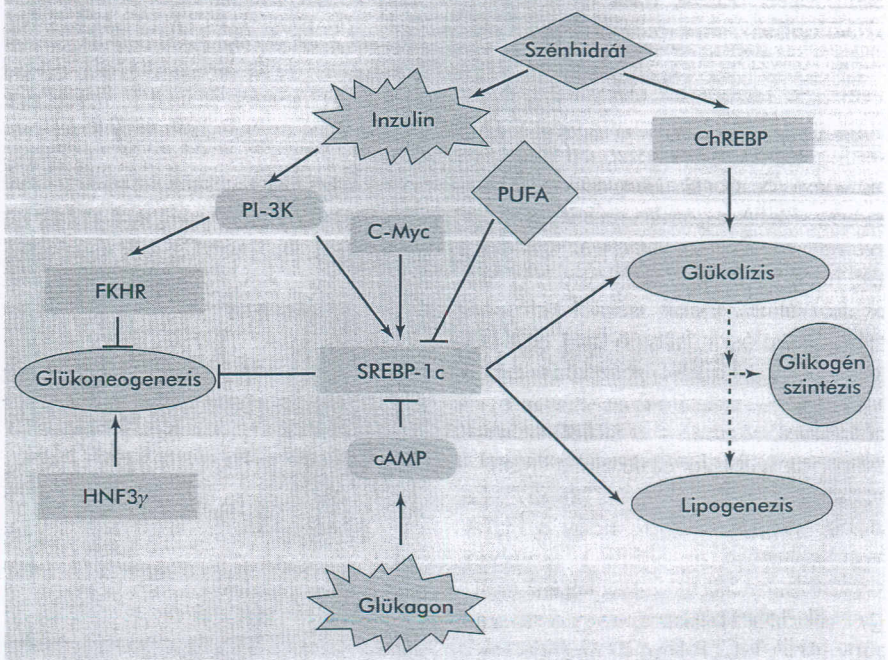 Szénhidrát
Inzulin
ChREBP
PUFA
PI-3K
C-Myc
Glükolízis
FKHR
Glükoneogenezis
SREBP-1c
Glikogén
szintézis
cAMP
HNF3γ
Lipogenezis
Glükagon